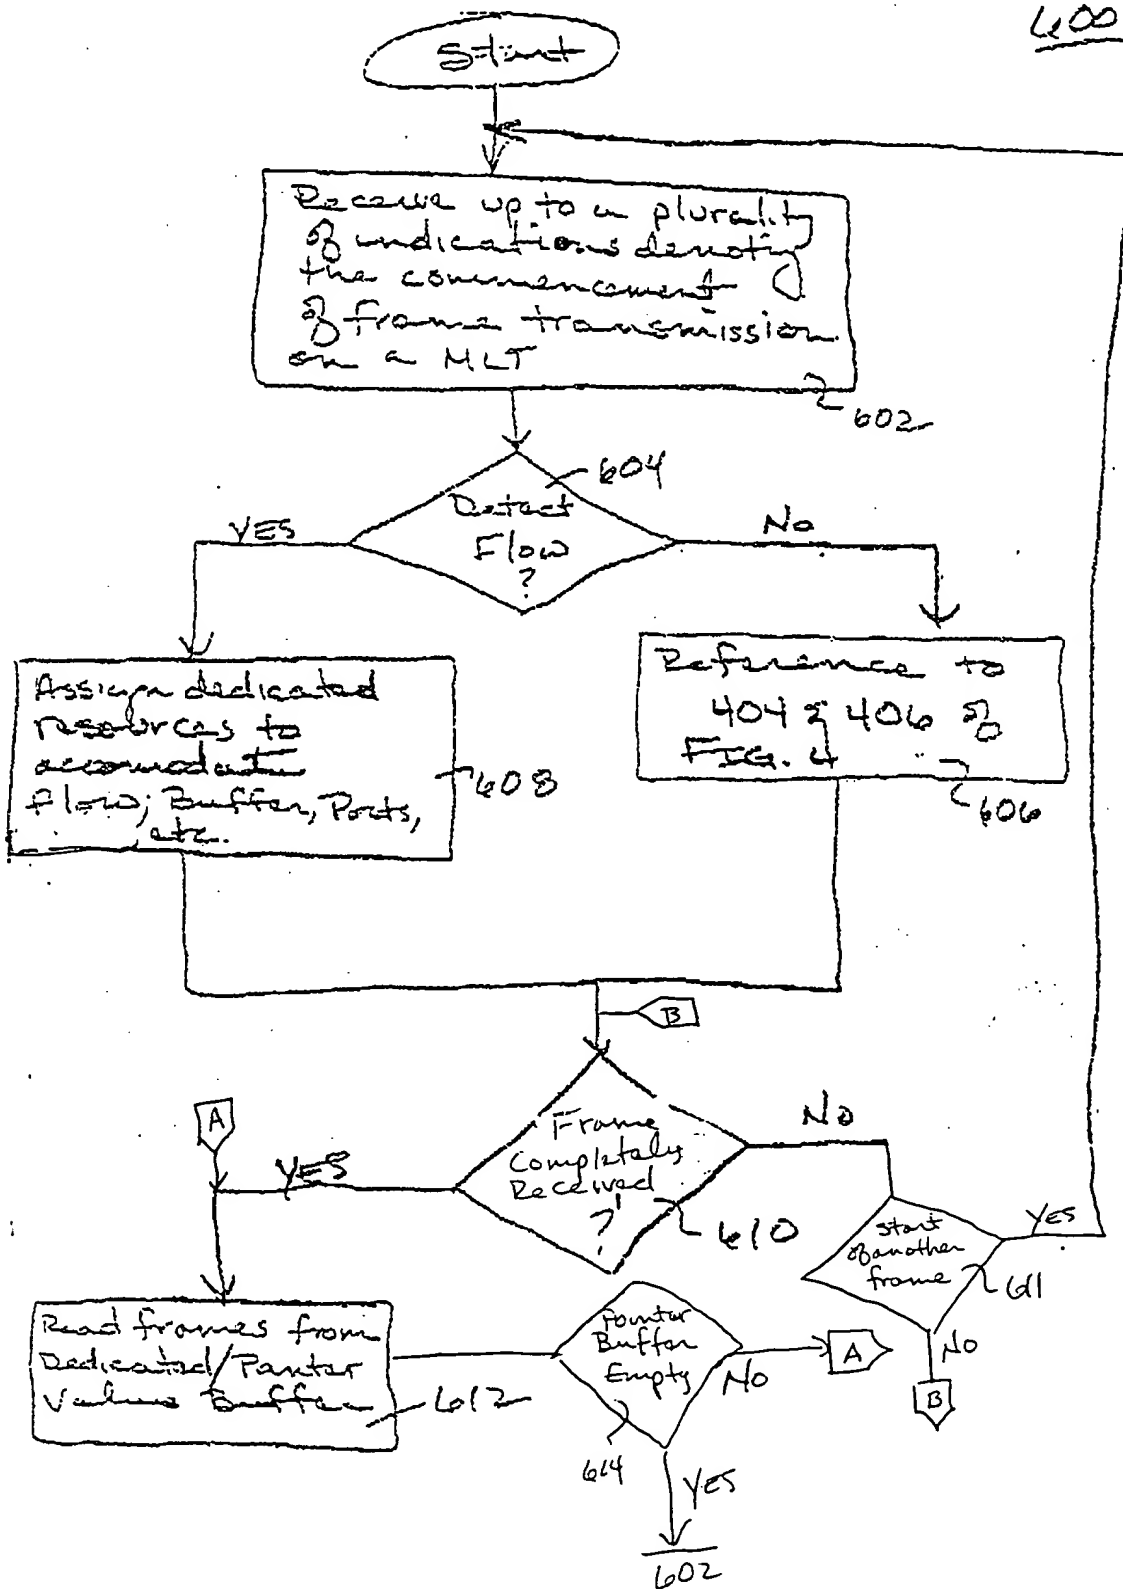 600
Start
Receive up to a plurality
of indications denoting
the commencement
of frame transmission
on a MLT
602
604
Detect
Flow
?
YES
No
Assign dedicated
resources to
accomodate
flow; Buffer, Ports,
etc.
608
Reference to
404 & 406 of
FIG. 4
606
B
A
YES
Frame
Completely
Received
?
610
No
start
of another
frame
YES
611
No
B
Read frames from
Dedicated/Pointer
Values Buffer
612
Pointer
Buffer
Empty
No
A
614
YES
602